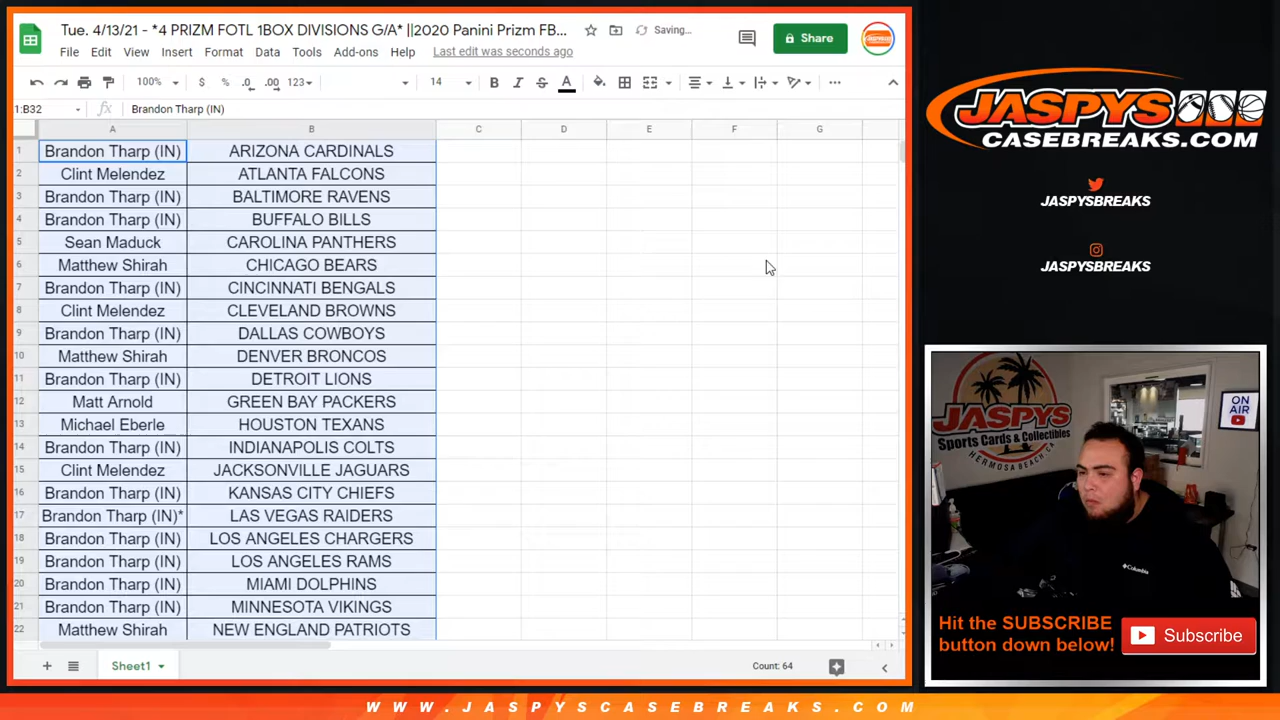 Tue. 4/13/21 - *4 PRIZM FOTL 1BOX DIVISIONS G/A* ||2020 Panini Prizm FB...
Saving...
Share
File Edit View Insert Format Data Tools Add-ons Help Last edit was seconds ago
100% $ % .0 .00 123 14 B I S A
1:B32 fx Brandon Tharp (IN)
A B C D E F G
1 Brandon Tharp (IN) ARIZONA CARDINALS
2 Clint Melendez ATLANTA FALCONS
3 Brandon Tharp (IN) BALTIMORE RAVENS
4 Brandon Tharp (IN) BUFFALO BILLS
5 Sean Maduck CAROLINA PANTHERS
6 Matthew Shirah CHICAGO BEARS
7 Brandon Tharp (IN) CINCINNATI BENGALS
8 Clint Melendez CLEVELAND BROWNS
9 Brandon Tharp (IN) DALLAS COWBOYS
10 Matthew Shirah DENVER BRONCOS
11 Brandon Tharp (IN) DETROIT LIONS
12 Matt Arnold GREEN BAY PACKERS
13 Michael Eberle HOUSTON TEXANS
14 Brandon Tharp (IN) INDIANAPOLIS COLTS
15 Clint Melendez JACKSONVILLE JAGUARS
16 Brandon Tharp (IN) KANSAS CITY CHIEFS
17 Brandon Tharp (IN)* LAS VEGAS RAIDERS
18 Brandon Tharp (IN) LOS ANGELES CHARGERS
19 Brandon Tharp (IN) LOS ANGELES RAMS
20 Brandon Tharp (IN) MIAMI DOLPHINS
21 Brandon Tharp (IN) MINNESOTA VIKINGS
22 Matthew Shirah NEW ENGLAND PATRIOTS
Sheet1
Count: 64
JASPYS
CASEBREAKS.COM
JASPYSBREAKS
JASPYSBREAKS
JASPYS
Sports Cards & Collectibles
HERMOSA BEACH, CA
ON
AIR
Columbia
Hit the SUBSCRIBE
button down below!
Subscribe
WWW.JASPYSCASEBREAKS.COM